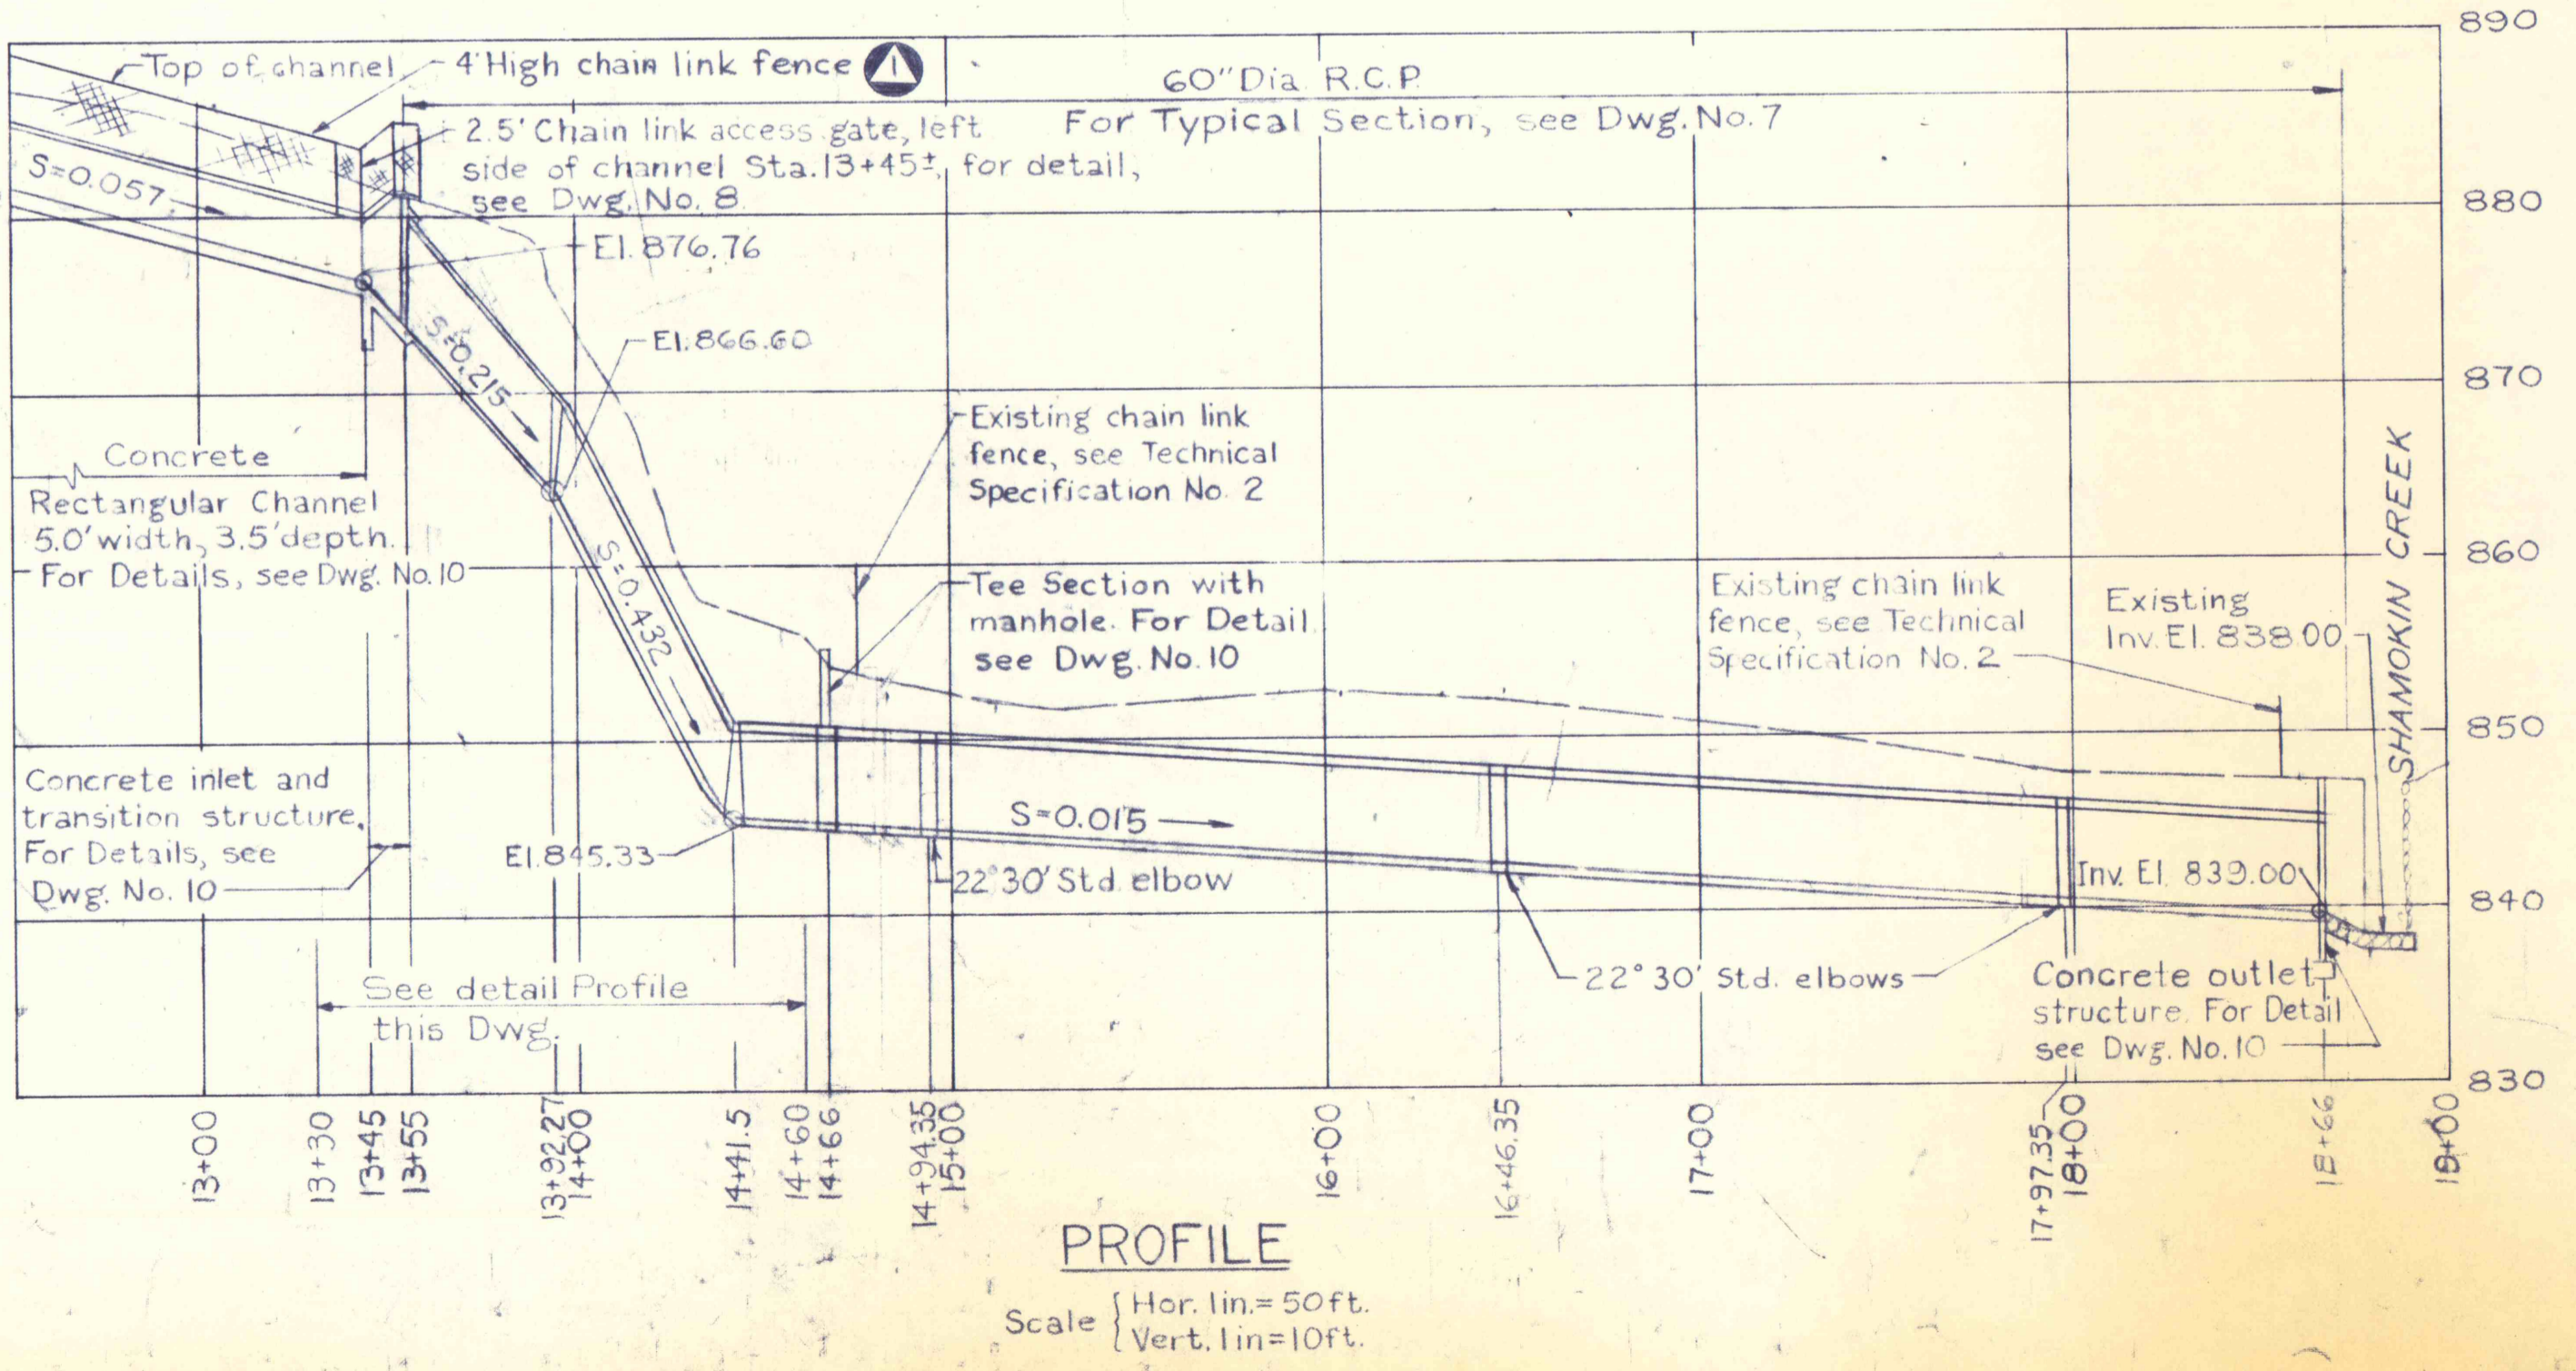 Top of channel
4' High chain link fence
1
60" Dia. R.C.P.
For Typical Section, see Dwg. No. 7
2.5' Chain link access gate, left
side of channel Sta. 13+45±, for detail,
see Dwg. No. 8
S=0.057
El. 876.76
S=0.215
El. 866.60
Concrete
Rectangular Channel
5.0' width, 3.5' depth.
For Details, see Dwg. No. 10
S=0.432
Existing chain link
fence, see Technical
Specification No. 2
Tee Section with
manhole. For Detail
see Dwg. No. 10
Existing chain link
fence, see Technical
Specification No. 2
Existing
Inv. El. 838.00
SHAMOKIN CREEK
Concrete inlet and
transition structure.
For Details, see
Dwg. No. 10
El. 845.33
S=0.015
22°30' Std. elbow
Inv. El. 839.00
22°30' Std. elbows
Concrete outlet
structure. For Detail
see Dwg. No. 10
See detail Profile
this Dwg.
890
880
870
860
850
840
830
13+00
13+30
13+45
13+55
13+92.27
14+00
14+41.5
14+60
14+66
14+94.35
15+00
16+00
16+46.35
17+00
17+97.35
18+00
18+66
19+00
PROFILE
Scale { Hor. 1in.= 50ft.
Vert. 1in=10ft.